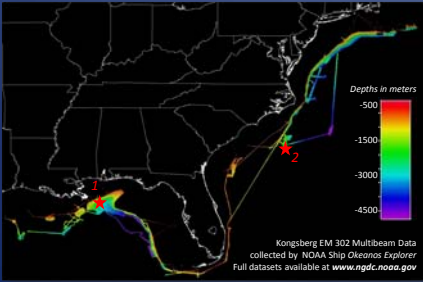 Depths in meters
-500
-1500
-3000
-4500
1
2
Kongsberg EM 302 Multibeam Data
collected by NOAA Ship Okeanos Explorer
Full datasets available at www.ngdc.noaa.gov